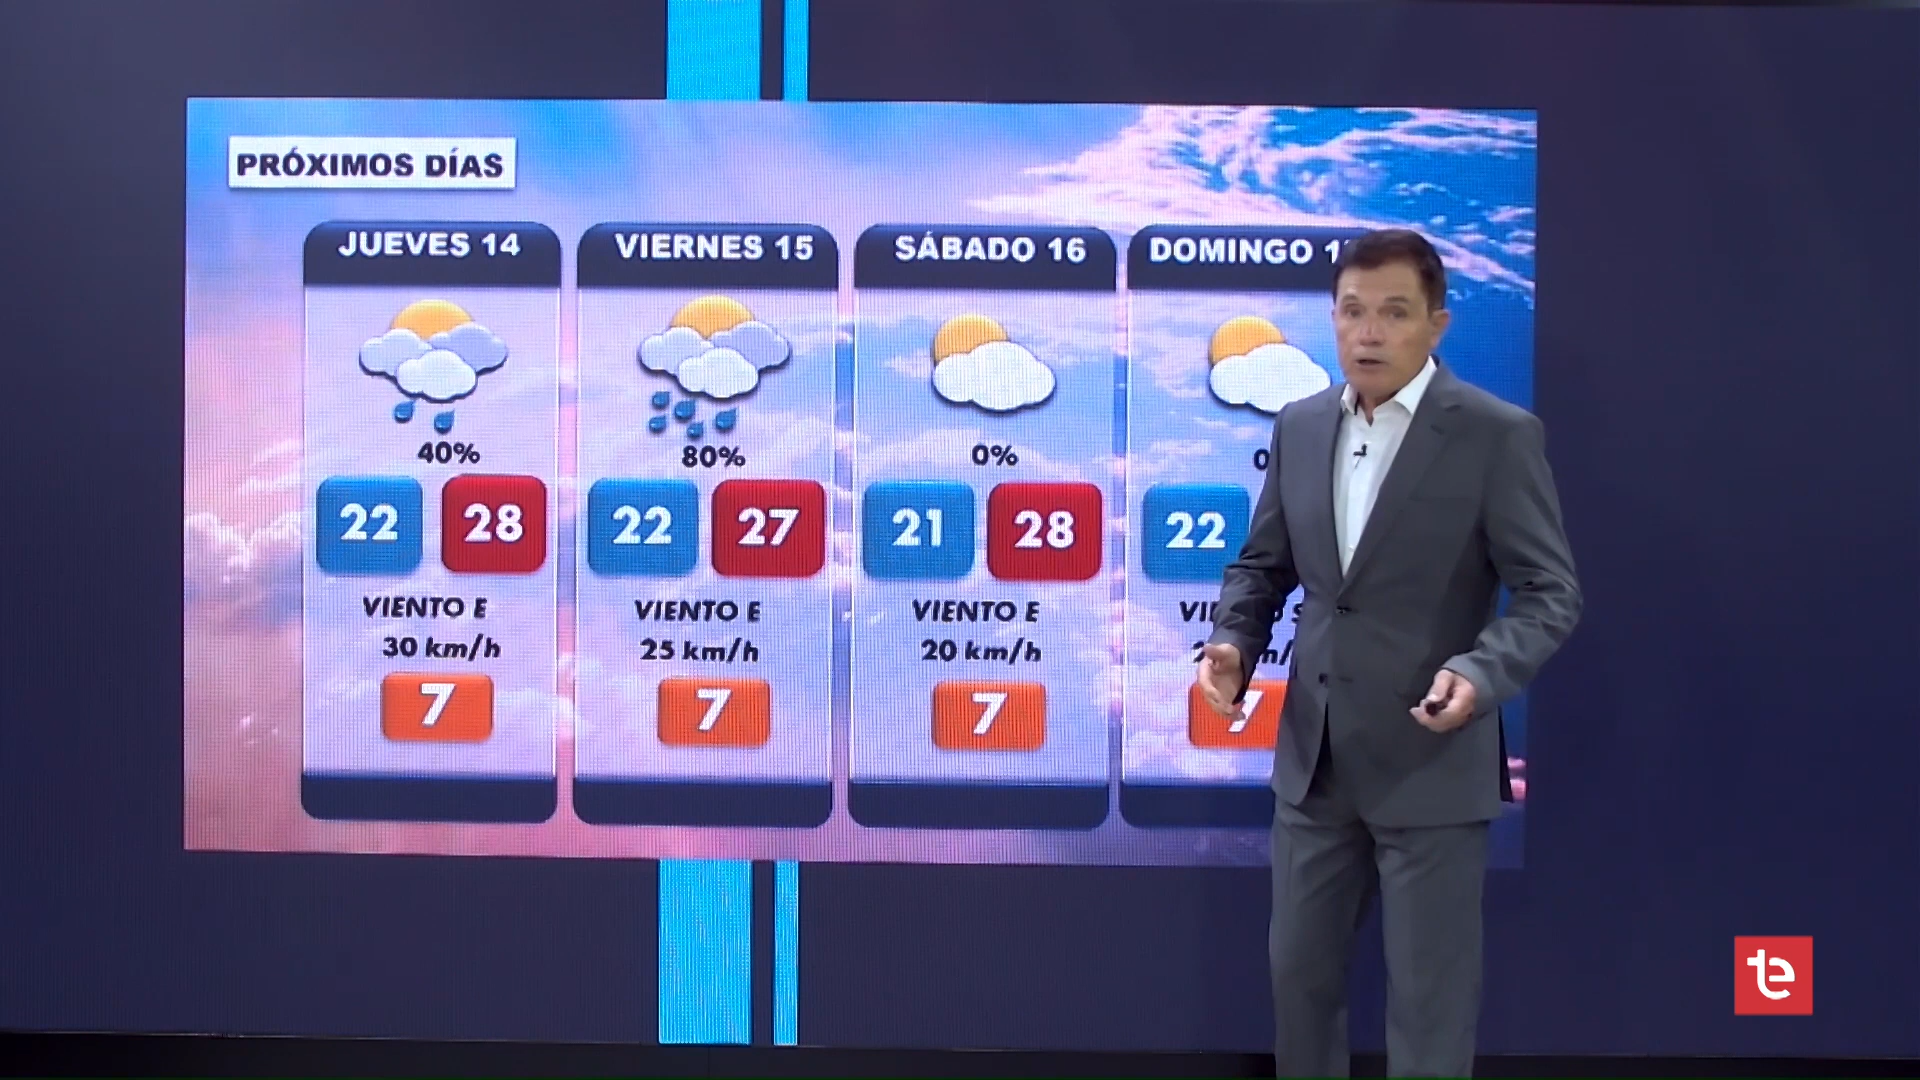 PRÓXIMOS DÍAS
JUEVES 14
40%
22 28
VIENTO E
30 km/h
7
VIERNES 15
80%
22 27
VIENTO E
25 km/h
7
SÁBADO 16
0%
21 28
VIENTO E
20 km/h
7
DOMINGO
22
te